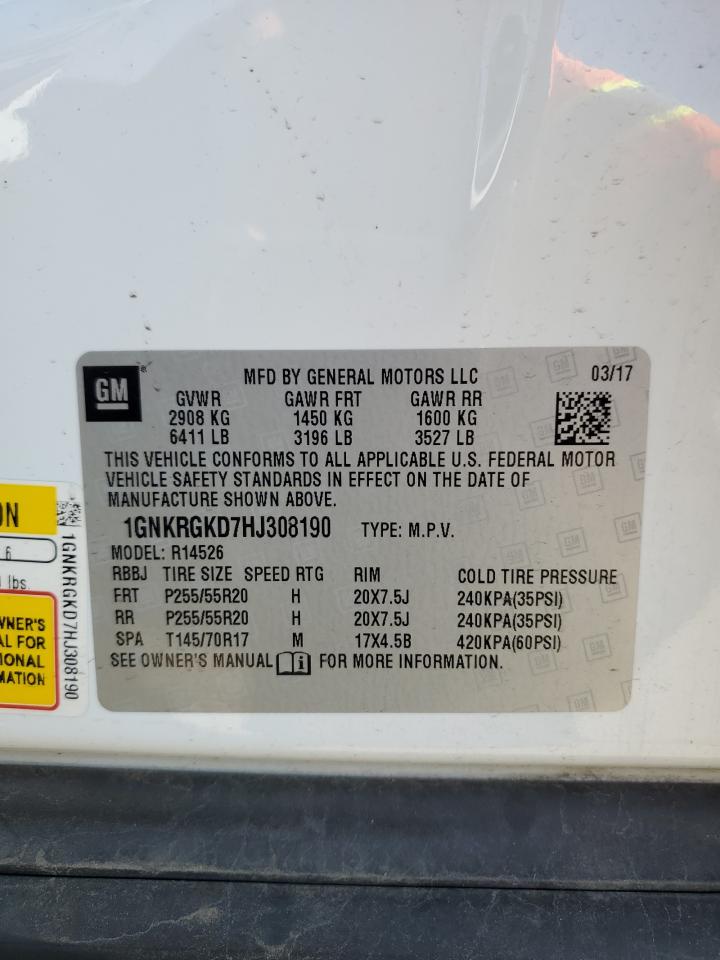 GM
MFD BY GENERAL MOTORS LLC 03/17
GVWR GAWR FRT GAWR RR
2908 KG 1450 KG 1600 KG
6411 LB 3196 LB 3527 LB
THIS VEHICLE CONFORMS TO ALL APPLICABLE U.S. FEDERAL MOTOR
VEHICLE SAFETY STANDARDS IN EFFECT ON THE DATE OF
MANUFACTURE SHOWN ABOVE.
1GNKRGKD7HJ308190 TYPE: M.P.V.
MODEL: R14526
RBBJ TIRE SIZE SPEED RTG RIM COLD TIRE PRESSURE
FRT P255/55R20 H 20X7.5J 240KPA(35PSI)
RR P255/55R20 H 20X7.5J 240KPA(35PSI)
SPA T145/70R17 M 17X4.5B 420KPA(60PSI)
SEE OWNER'S MANUAL FOR MORE INFORMATION.
ON
6
lbs.
WNER'S
AL FOR
IONAL
MATION
1GNKRGKD7HJ308190